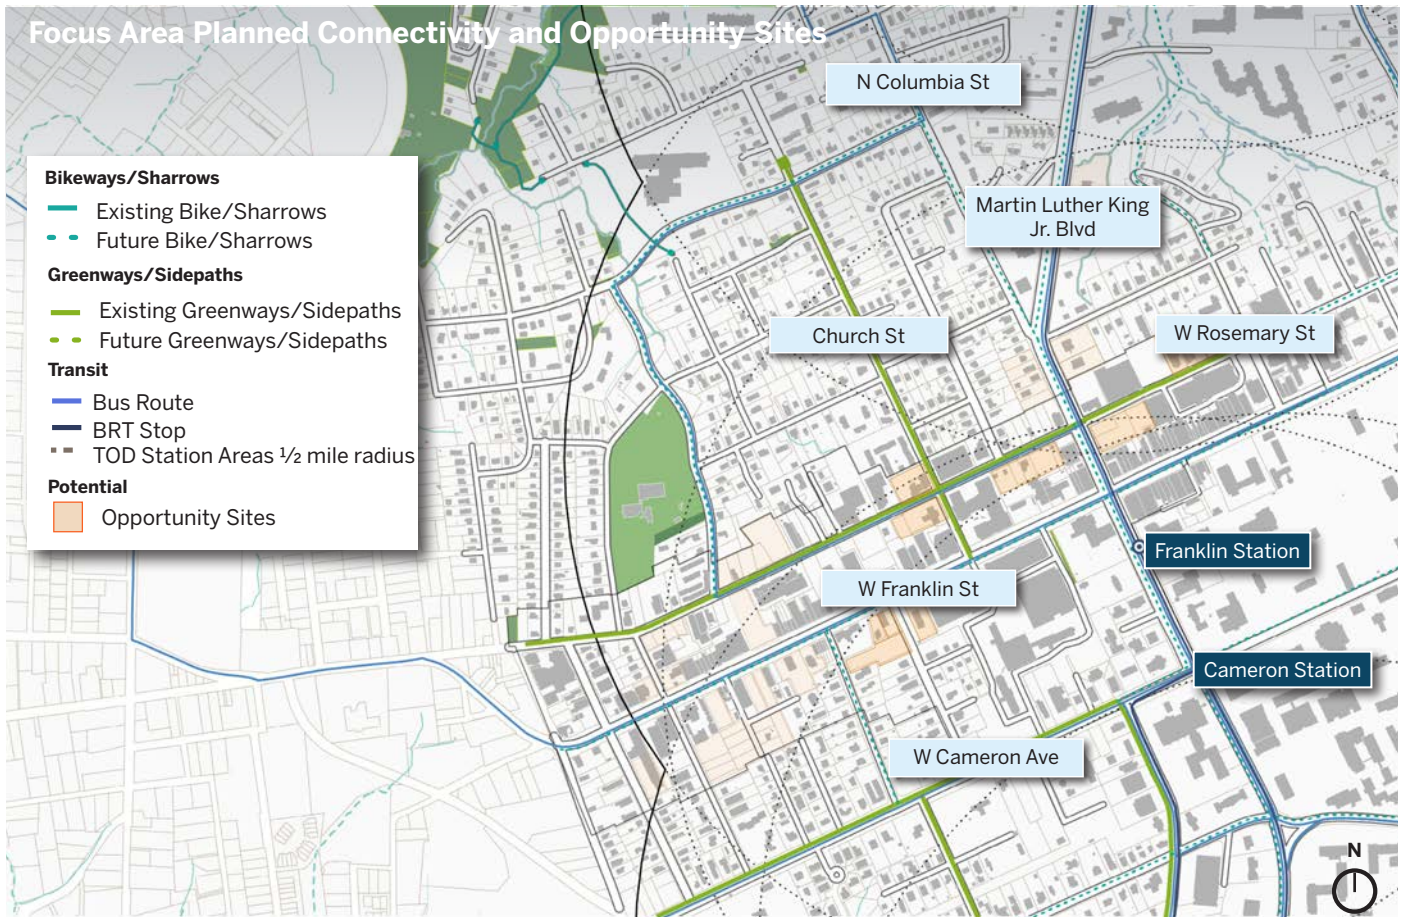 Focus Area Planned Connectivity and Opportunity Sites
N Columbia St
Bikeways/Sharrows
Existing Bike/Sharrows
Future Bike/Sharrows
Greenways/Sidepaths
Existing Greenways/Sidepaths
Future Greenways/Sidepaths
Transit
Bus Route
BRT Stop
TOD Station Areas ½ mile radius
Potential
Opportunity Sites
Martin Luther King
Jr. Blvd
Church St
W Rosemary St
Franklin Station
W Franklin St
Cameron Station
W Cameron Ave
N